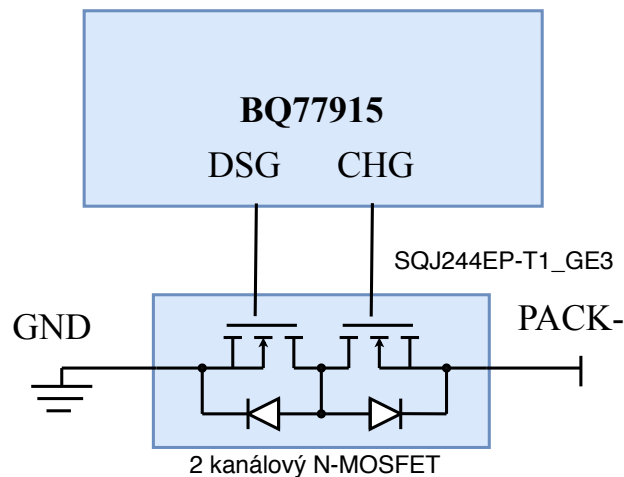 BQ77915
DSG CHG
SQJ244EP-T1_GE3
GND PACK-
2 kanálový N-MOSFET